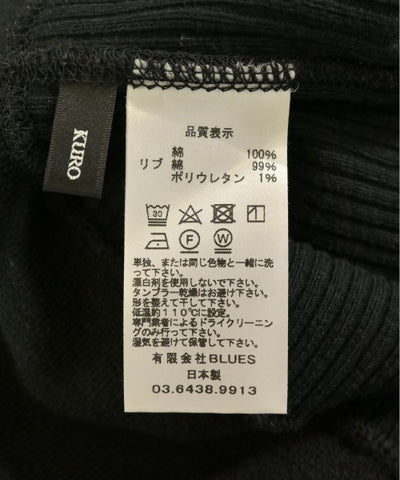 KURO
品質表示
綿 100%
リブ 綿 99%
ポリウレタン 1%
30
F W
単独、または同じ色物と一緒に洗
って下さい。
漂白剤を使用しないで下さい。
タンブラー乾燥はお避け下さい。
形を整えて干して下さい。
低温約110℃に設定。
専門業者によるドライクリーニン
グのみ行って下さい。
湿気を避けて保管して下さい。
有限会社BLUES
日本製
03.6438.9913